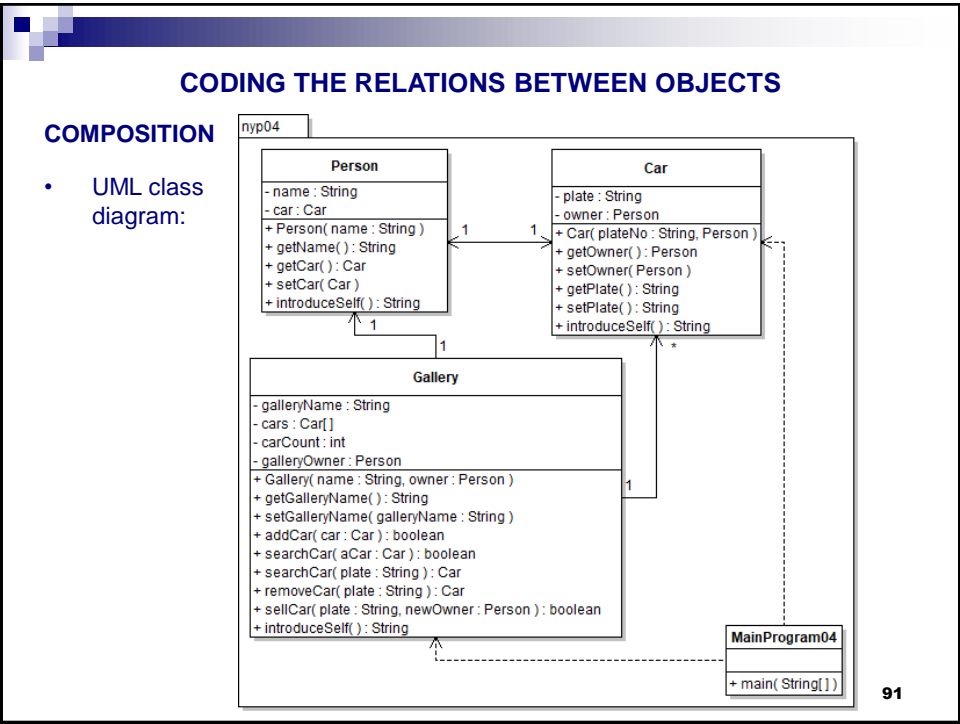 CODING THE RELATIONS BETWEEN OBJECTS
COMPOSITION
• UML class
diagram:
nyp04
Person
- name : String
- car : Car
+ Person( name : String )
+ getName( ) : String
+ getCar( ) : Car
+ setCar( Car )
+ introduceSelf( ) : String
1
1
Car
- plate : String
- owner : Person
+ Car( plateNo : String, Person )
+ getOwner( ) : Person
+ setOwner( Person )
+ getPlate( ) : String
+ setPlate( ) : String
+ introduceSelf( ) : String
1
1
*
Gallery
- galleryName : String
- cars : Car[ ]
- carCount : int
- galleryOwner : Person
+ Gallery( name : String, owner : Person )
+ getGalleryName( ) : String
+ setGalleryName( galleryName : String )
+ addCar( car : Car ) : boolean
+ searchCar( aCar : Car ) : boolean
+ searchCar( plate : String ) : Car
+ removeCar( plate : String ) : Car
+ sellCar( plate : String, newOwner : Person ) : boolean
+ introduceSelf( ) : String
1
MainProgram04
+ main( String[ ] )
91